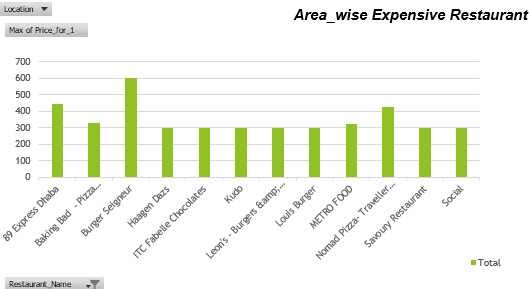 Location
Area_wise Expensive Restaurant
Max of Price_for_1
700
600
500
400
300
200
100
0
89 Express Dhaba
Baking Bad - Pizza...
Burger Seigneur
Haagen Dazs
ITC Fabelle Chocolates
Kudo
Leon's - Burgers &amp;...
Louis Burger
METRO FOOD
Nomad Pizza- Traveller...
Savoury Restaurant
Social
Total
Restaurant_Name